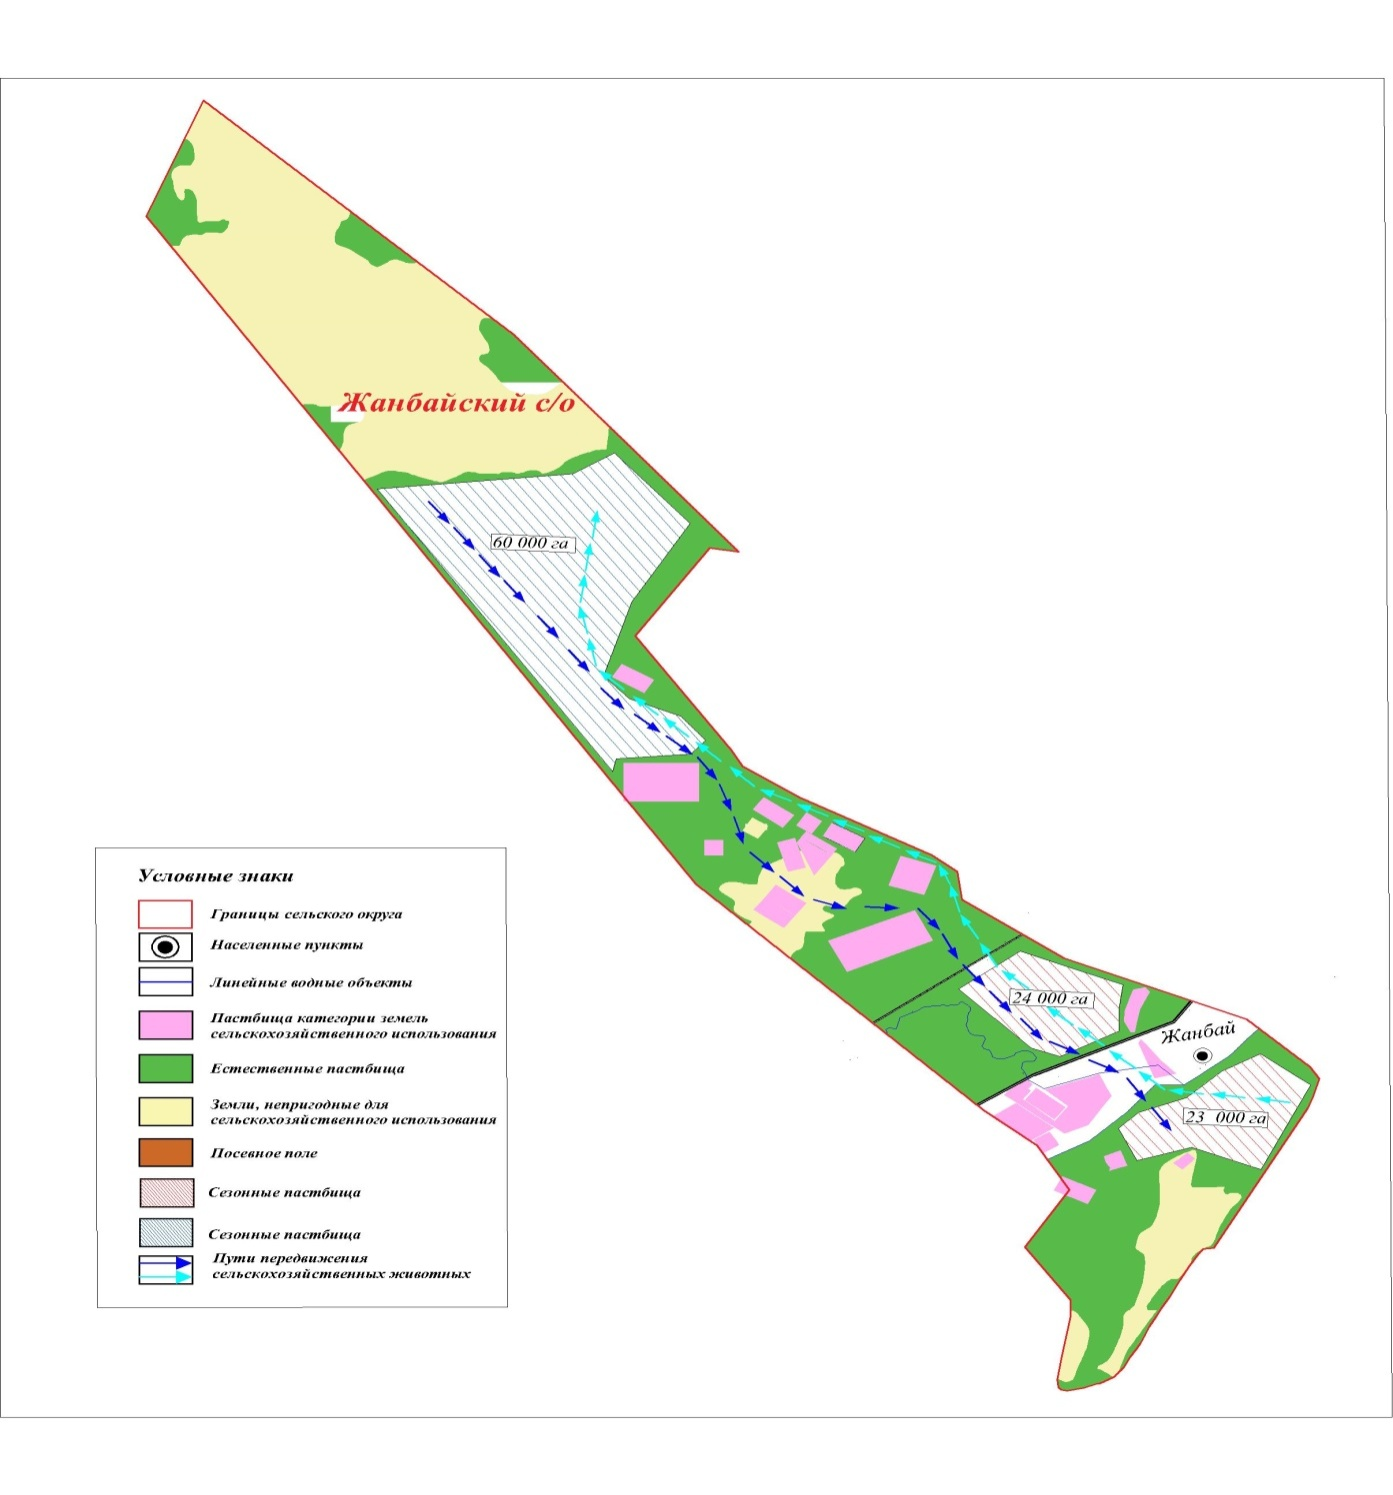 Жанбайский с/о
60 000 га
24 000 га
Жанбай
23 000 га
Условные знаки
Границы сельского округа
Населенные пункты
Линейные водные объекты
Пастбища категории земель
сельскохозяйственного использования
Естественные пастбища
Земли, непригодные для
сельскохозяйственного использования
Посевное поле
Сезонные пастбища
Сезонные пастбища
Пути передвижения
сельскохозяйственных животных